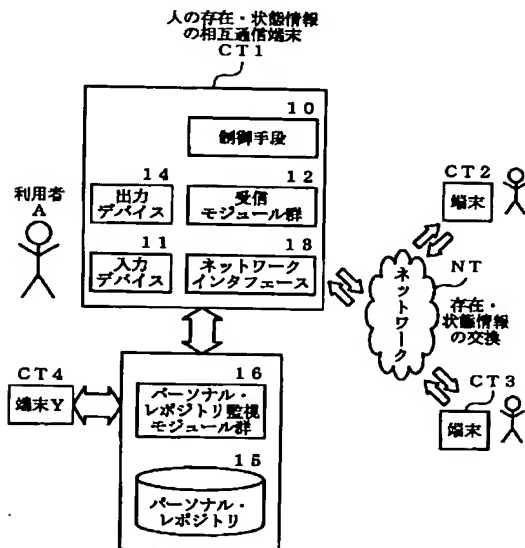 人の存在・状態情報
の相互通信端末
CT1
10
制御手段
14
出力
デバイス
12
受信
モジュール群
利用者
A
11
入力
デバイス
13
ネットワーク
インタフェース
CT2
端末
NT
ネットワーク
存在・
状態情報
の交換
CT3
端末
CT4
端末Y
16
パーソナル・
レポジトリ監視
モジュール群
15
パーソナル・
レポジトリ